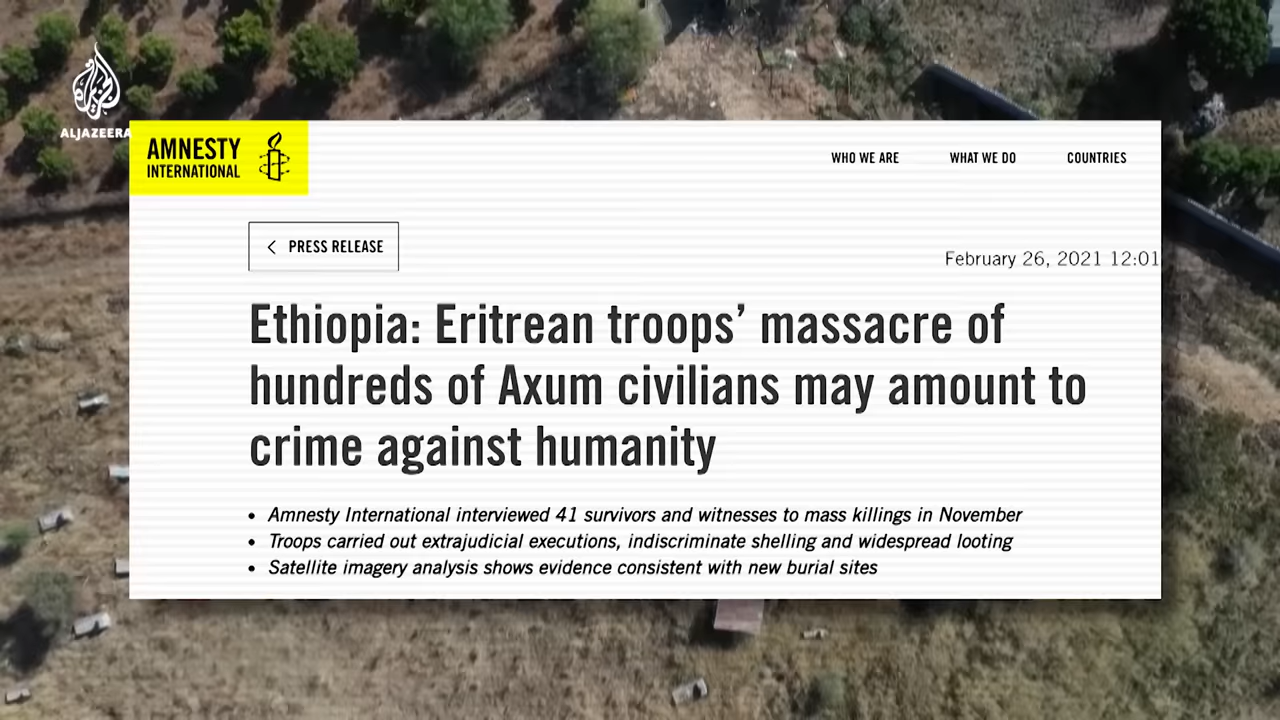 ALJAZEERA
AMNESTY
INTERNATIONAL
WHO WE ARE WHAT WE DO COUNTRIES
< PRESS RELEASE
February 26, 2021 12:01
Ethiopia: Eritrean troops’ massacre of
hundreds of Axum civilians may amount to
crime against humanity
• Amnesty International interviewed 41 survivors and witnesses to mass killings in November
• Troops carried out extrajudicial executions, indiscriminate shelling and widespread looting
• Satellite imagery analysis shows evidence consistent with new burial sites